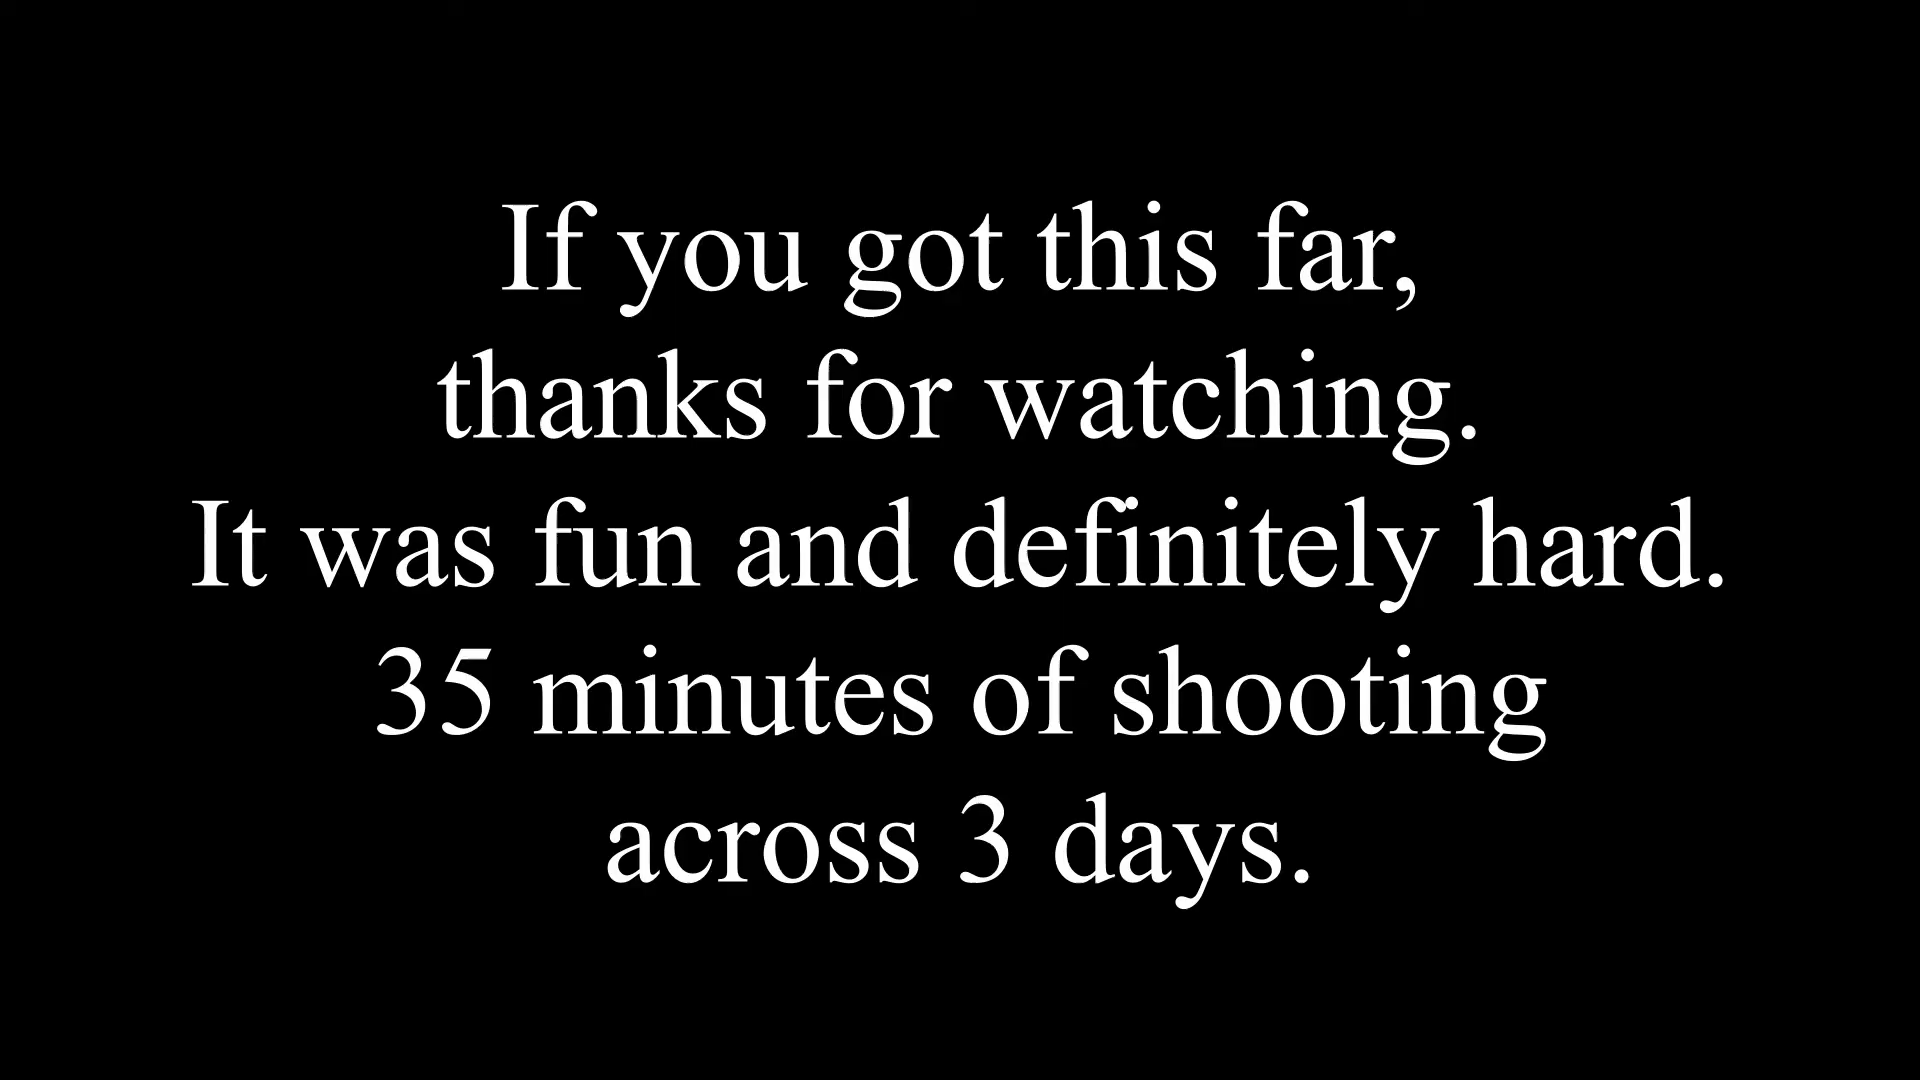 If you got this far,
thanks for watching.
It was fun and definitely hard.
35 minutes of shooting
across 3 days.